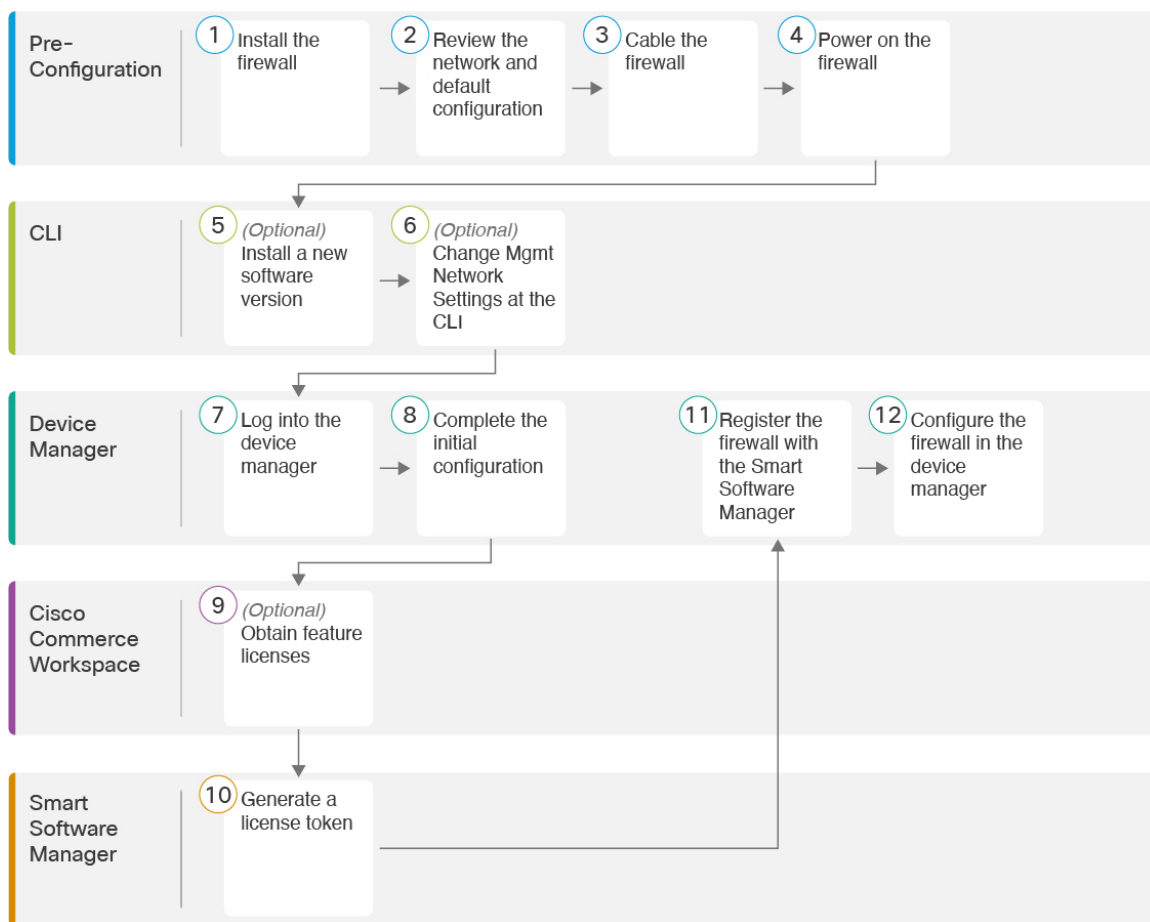 Pre-
Configuration
1
Install the
firewall
2
Review the
network and
default
configuration
3
Cable the
firewall
4
Power on the
firewall
CLI
5
(Optional)
Install a new
software
version
6
(Optional)
Change Mgmt
Network
Settings at the
CLI
Device
Manager
7
Log into the
device
manager
8
Complete the
initial
configuration
11
Register the
firewall with
the Smart
Software
Manager
12
Configure the
firewall in the
device
manager
Cisco
Commerce
Workspace
9
(Optional)
Obtain feature
licenses
Smart
Software
Manager
10
Generate a
license token